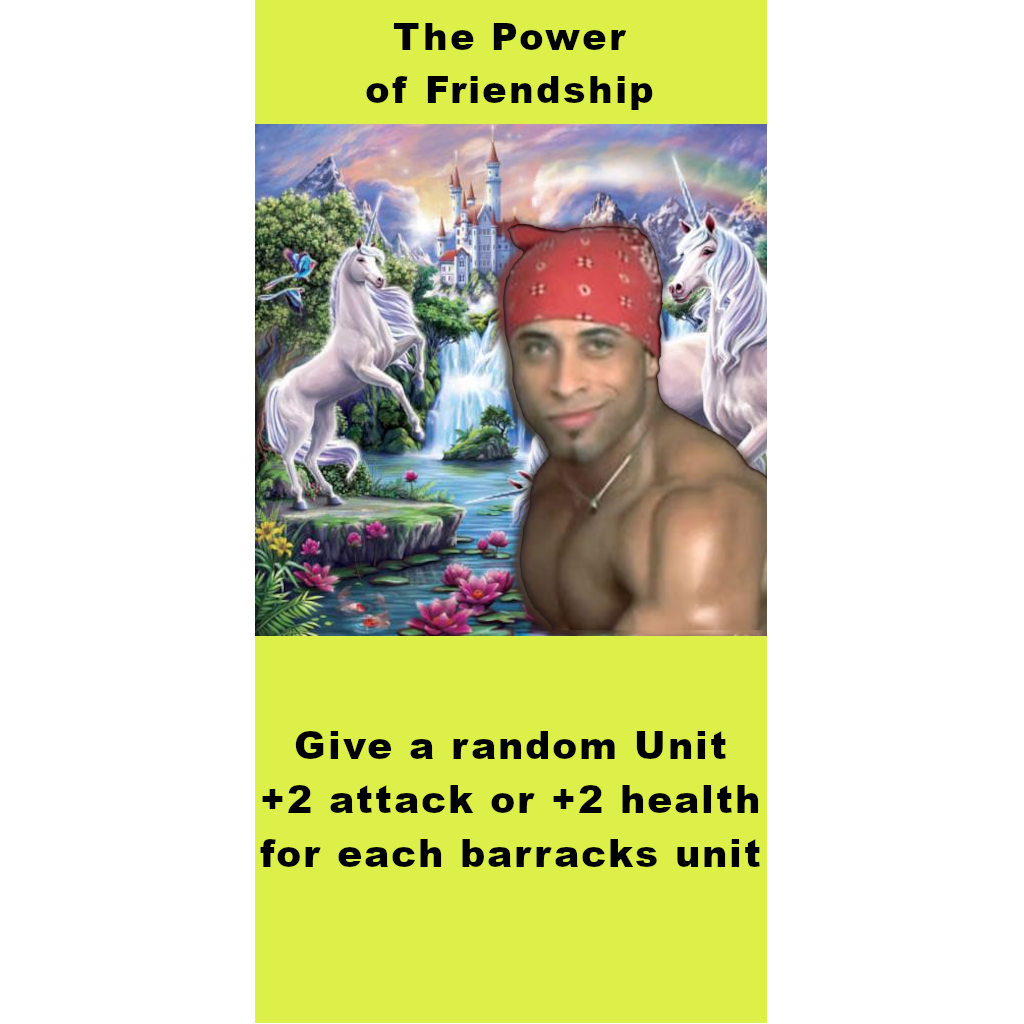 The Power
of Friendship
Give a random Unit
+2 attack or +2 health
for each barracks unit